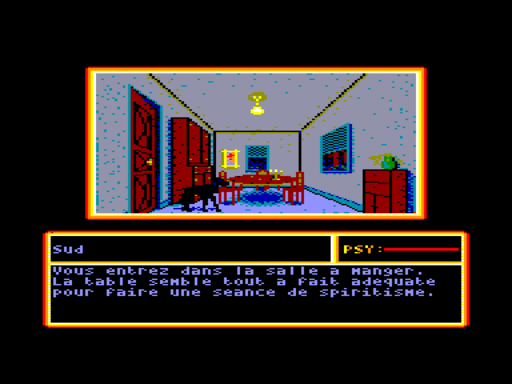 Sud
PSY:
Vous entrez dans la salle a manger.
La table semble tout a fait adequate
pour faire une seance de spiritisme.